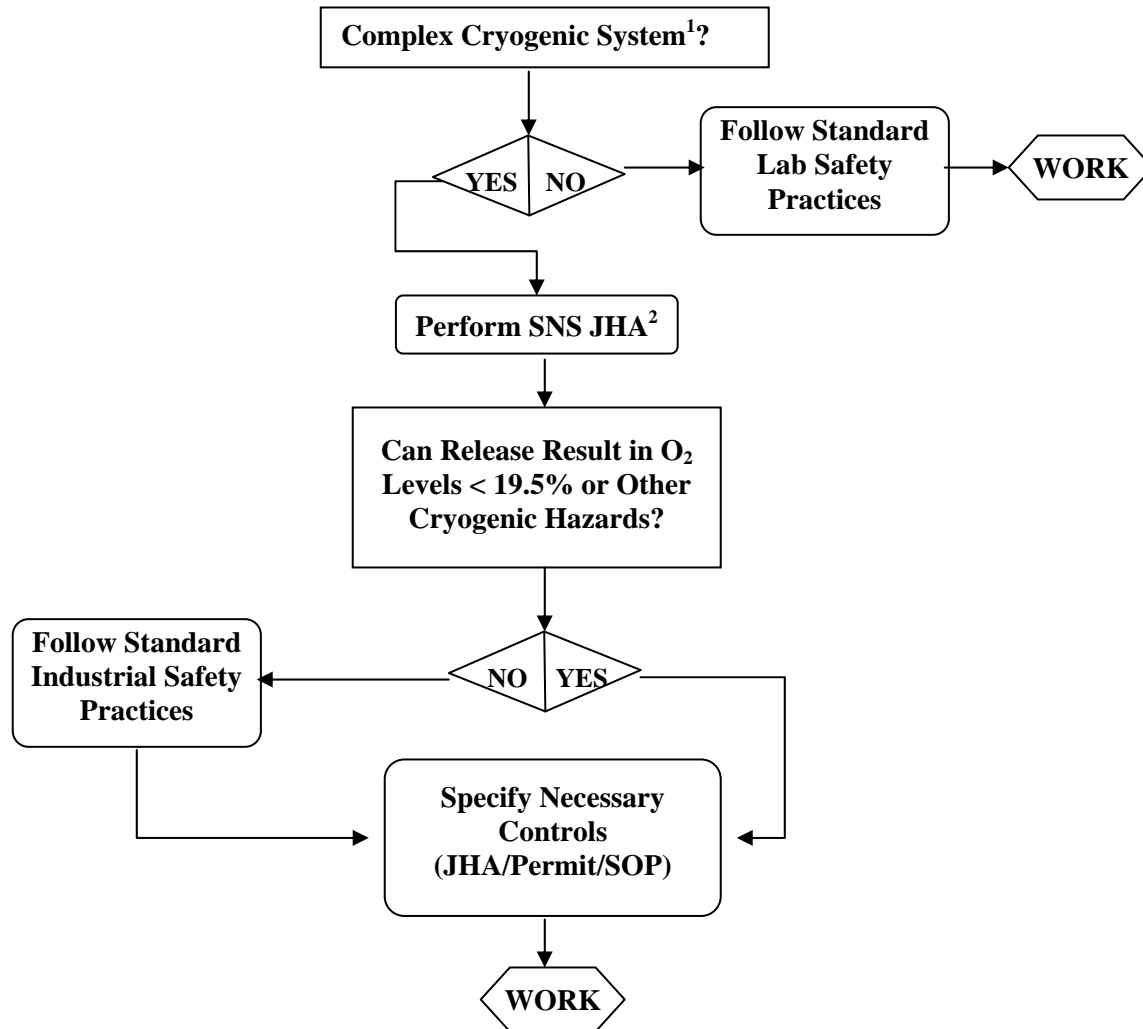 Complex Cryogenic System¹?
YES
NO
Follow Standard
Lab Safety
Practices
WORK
Perform SNS JHA²
Can Release Result in O₂
Levels < 19.5% or Other
Cryogenic Hazards?
NO
YES
Follow Standard
Industrial Safety
Practices
Specify Necessary
Controls
(JHA/Permit/SOP)
WORK